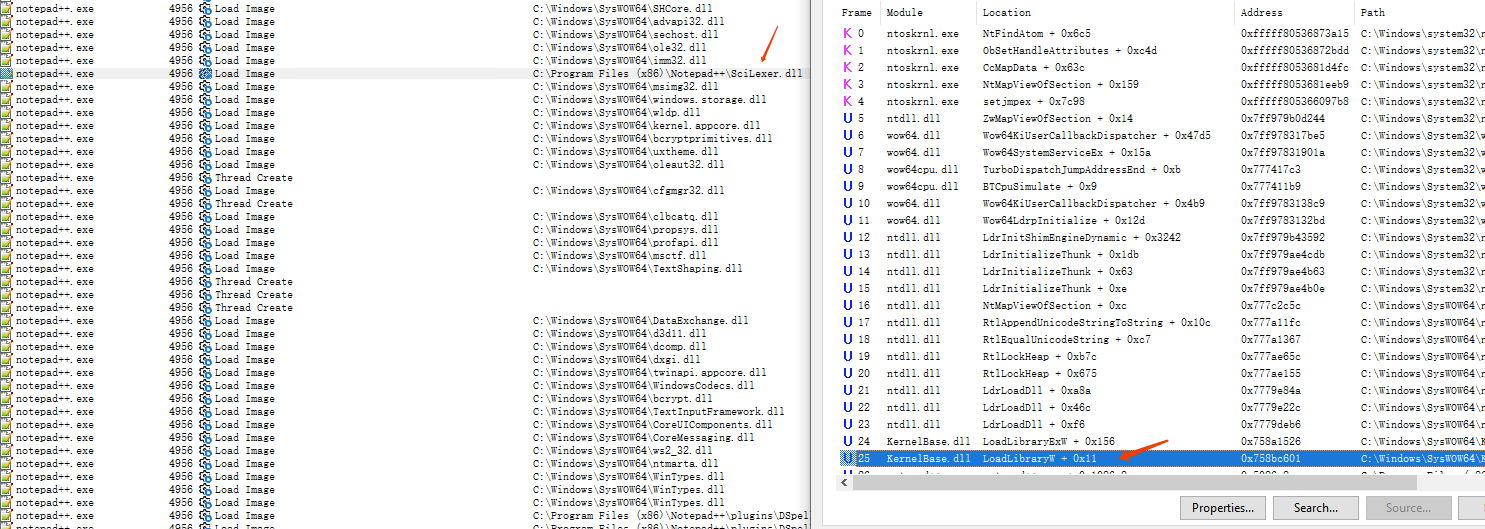 notepad++.exe 4956 Load Image C:\Windows\SysWOW64\SHCore.dll
notepad++.exe 4956 Load Image C:\Windows\SysWOW64\advapi32.dll
notepad++.exe 4956 Load Image C:\Windows\SysWOW64\sechost.dll
notepad++.exe 4956 Load Image C:\Windows\SysWOW64\ole32.dll
notepad++.exe 4956 Load Image C:\Windows\SysWOW64\imm32.dll
notepad++.exe 4956 Load Image C:\Program Files (x86)\Notepad++\SciLexer.dll
notepad++.exe 4956 Load Image C:\Windows\SysWOW64\msimg32.dll
notepad++.exe 4956 Load Image C:\Windows\SysWOW64\windows.storage.dll
notepad++.exe 4956 Load Image C:\Windows\SysWOW64\wldp.dll
notepad++.exe 4956 Load Image C:\Windows\SysWOW64\kernel.appcore.dll
notepad++.exe 4956 Load Image C:\Windows\SysWOW64\bcryptprimitives.dll
notepad++.exe 4956 Load Image C:\Windows\SysWOW64\uxtheme.dll
notepad++.exe 4956 Load Image C:\Windows\SysWOW64\oleaut32.dll
notepad++.exe 4956 Thread Create
notepad++.exe 4956 Load Image C:\Windows\SysWOW64\cfgmgr32.dll
notepad++.exe 4956 Thread Create
notepad++.exe 4956 Load Image C:\Windows\SysWOW64\clbcatq.dll
notepad++.exe 4956 Load Image C:\Windows\SysWOW64\propsys.dll
notepad++.exe 4956 Load Image C:\Windows\SysWOW64\profapi.dll
notepad++.exe 4956 Load Image C:\Windows\SysWOW64\msctf.dll
notepad++.exe 4956 Load Image C:\Windows\SysWOW64\TextShaping.dll
notepad++.exe 4956 Thread Create
notepad++.exe 4956 Thread Create
notepad++.exe 4956 Thread Create
notepad++.exe 4956 Load Image C:\Windows\SysWOW64\DataExchange.dll
notepad++.exe 4956 Load Image C:\Windows\SysWOW64\d3d11.dll
notepad++.exe 4956 Load Image C:\Windows\SysWOW64\dcomp.dll
notepad++.exe 4956 Load Image C:\Windows\SysWOW64\dxgi.dll
notepad++.exe 4956 Load Image C:\Windows\SysWOW64\twinapi.appcore.dll
notepad++.exe 4956 Load Image C:\Windows\SysWOW64\WindowsCodecs.dll
notepad++.exe 4956 Load Image C:\Windows\SysWOW64\bcrypt.dll
notepad++.exe 4956 Load Image C:\Windows\SysWOW64\TextInputFramework.dll
notepad++.exe 4956 Load Image C:\Windows\SysWOW64\CoreUIComponents.dll
notepad++.exe 4956 Load Image C:\Windows\SysWOW64\CoreMessaging.dll
notepad++.exe 4956 Load Image C:\Windows\SysWOW64\ws2_32.dll
notepad++.exe 4956 Load Image C:\Windows\SysWOW64\ntmarta.dll
notepad++.exe 4956 Load Image C:\Windows\SysWOW64\WinTypes.dll
notepad++.exe 4956 Load Image C:\Windows\SysWOW64\WinTypes.dll
notepad++.exe 4956 Load Image C:\Windows\SysWOW64\WinTypes.dll
notepad++.exe 4956 Load Image C:\Program Files (x86)\Notepad++\plugins\DSpel
notepad++.exe 4956 Load Image C:\Program Files (x86)\Notepad++\plugins\DSpel
Frame Module Location Address Path
K 0 ntoskrnl.exe NtFindAtom + 0x6c5 0xfffff80536873a15 C:\Windows\system32\n
K 1 ntoskrnl.exe ObSetHandleAttributes + 0xc4d 0xfffff80536872bdd C:\Windows\system32\n
K 2 ntoskrnl.exe CcMapData + 0x63c 0xfffff8053681d4fc C:\Windows\system32\n
K 3 ntoskrnl.exe NtMapViewOfSection + 0x159 0xfffff8053681eeb9 C:\Windows\system32\n
K 4 ntoskrnl.exe setjmpex + 0x7c98 0xfffff805366097b8 C:\Windows\system32\n
U 5 ntdll.dll ZwMapViewOfSection + 0x14 0x7ff979b0d244 C:\Windows\System32\n
U 6 wow64.dll Wow64KiUserCallbackDispatcher + 0x47d5 0x7ff978317be5 C:\Windows\System32\w
U 7 wow64.dll Wow64SystemServiceEx + 0x15a 0x7ff97831901a C:\Windows\System32\w
U 8 wow64cpu.dll TurboDispatchJumpAddressEnd + 0xb 0x777417c3 C:\Windows\System32\w
U 9 wow64cpu.dll BTCpuSimulate + 0x9 0x777411b9 C:\Windows\System32\w
U 10 wow64.dll Wow64KiUserCallbackDispatcher + 0x4b9 0x7ff9783138c9 C:\Windows\System32\w
U 11 wow64.dll Wow64LdrpInitialize + 0x12d 0x7ff9783132bd C:\Windows\System32\w
U 12 ntdll.dll LdrInitShimEngineDynamic + 0x3242 0x7ff979b43592 C:\Windows\System32\n
U 13 ntdll.dll LdrInitializeThunk + 0x1db 0x7ff979ae4cdb C:\Windows\System32\n
U 14 ntdll.dll LdrInitializeThunk + 0x63 0x7ff979ae4b63 C:\Windows\System32\n
U 15 ntdll.dll LdrInitializeThunk + 0xe 0x7ff979ae4b0e C:\Windows\System32\n
U 16 ntdll.dll NtMapViewOfSection + 0xc 0x777c2c5c C:\Windows\SysWOW64\n
U 17 ntdll.dll RtlAppendUnicodeStringToString + 0x10c 0x777a11fc C:\Windows\SysWOW64\n
U 18 ntdll.dll RtlEqualUnicodeString + 0xc7 0x777a1367 C:\Windows\SysWOW64\n
U 19 ntdll.dll RtlLockHeap + 0xb7c 0x777ae65c C:\Windows\SysWOW64\n
U 20 ntdll.dll RtlLockHeap + 0x675 0x777ae155 C:\Windows\SysWOW64\n
U 21 ntdll.dll LdrLoadDll + 0xa8a 0x7779e84a C:\Windows\SysWOW64\n
U 22 ntdll.dll LdrLoadDll + 0x46c 0x7779e22c C:\Windows\SysWOW64\n
U 23 ntdll.dll LdrLoadDll + 0xf6 0x7779deb6 C:\Windows\SysWOW64\n
U 24 KernelBase.dll LoadLibraryExW + 0x156 0x758a1526 C:\Windows\SysWOW64\K
U 25 KernelBase.dll LoadLibraryW + 0x11 0x758bc601 C:\Windows\SysWOW64\K
Properties... Search... Source...